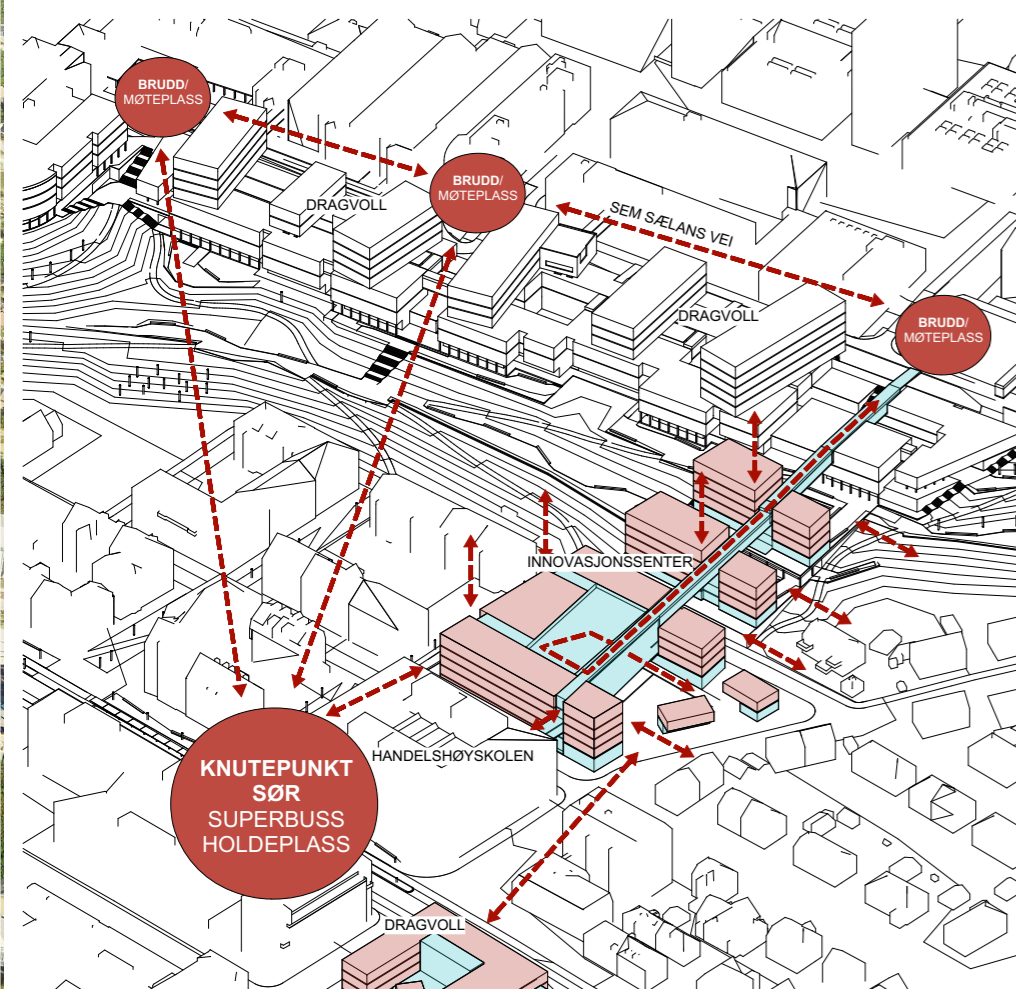 BRUDD/
MØTEPLASS
BRUDD/
MØTEPLASS
DRAGVOLL
SEM SÆLANS VEI
DRAGVOLL
BRUDD/
MØTEPLASS
INNOVASJONSSENTER
HANDELSHØYSKOLEN
KNUTEPUNKT
SØR
SUPERBUSS
HOLDEPLASS
DRAGVOLL